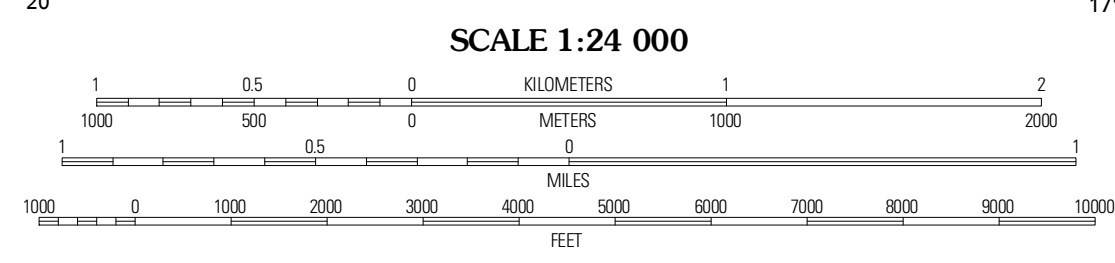 20
SCALE 1:24 000
1 0.5 0 KILOMETERS 1 2
1000 500 0 METERS 1000 2000
1 0.5 0 1
MILES
1000 0 1000 2000 3000 4000 5000 6000 7000 8000 9000 10000
FEET